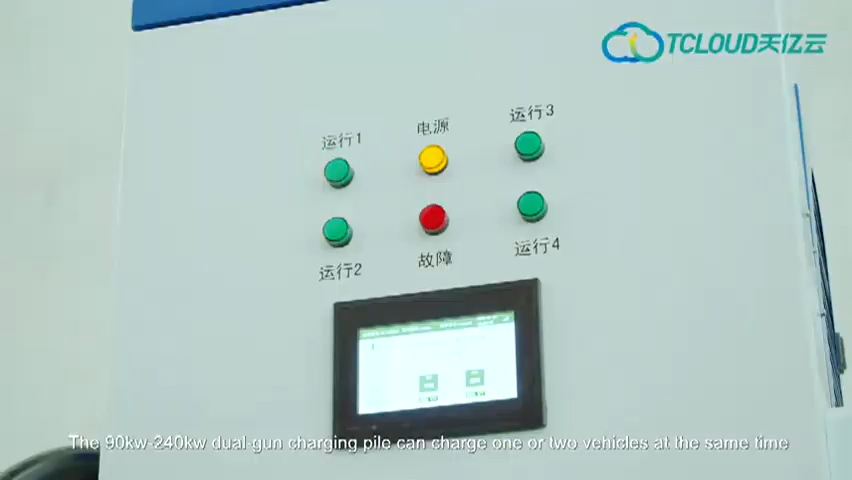 TCLOUD天亿云
运行1
电源
运行3
运行2
故障
运行4
The 90kw-240kw dual-gun charging pile can charge one or two vehicles at the same time